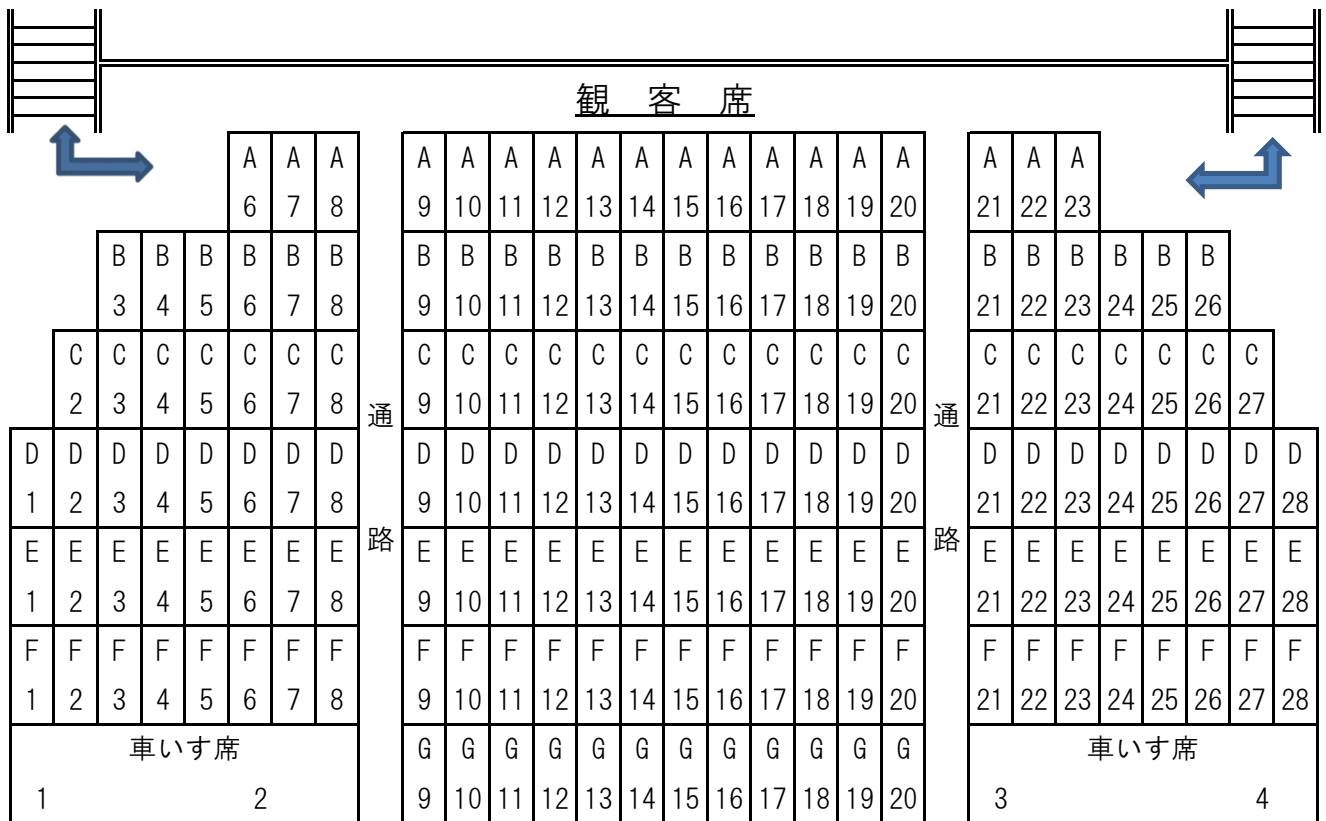 観 客 席
A A A A A A A A A A A A A A A A A A
6 7 8 9 10 11 12 13 14 15 16 17 18 19 20 21 22 23
B B B B B B B B B B B B B B B B B B B B B B B B
3 4 5 6 7 8 9 10 11 12 13 14 15 16 17 18 19 20 21 22 23 24 25 26
C C C C C C C C C C C C C C C C C C C C C C C C C C
2 3 4 5 6 7 8 9 10 11 12 13 14 15 16 17 18 19 20 21 22 23 24 25 26 27
通路 通路
D D D D D D D D D D D D D D D D D D D D D D D D D D D D
1 2 3 4 5 6 7 8 9 10 11 12 13 14 15 16 17 18 19 20 21 22 23 24 25 26 27 28
E E E E E E E E E E E E E E E E E E E E E E E E E E E E
1 2 3 4 5 6 7 8 9 10 11 12 13 14 15 16 17 18 19 20 21 22 23 24 25 26 27 28
F F F F F F F F F F F F F F F F F F F F F F F F F F F F
1 2 3 4 5 6 7 8 9 10 11 12 13 14 15 16 17 18 19 20 21 22 23 24 25 26 27 28
車いす席 G G G G G G G G G G G G 車いす席
1 2 9 10 11 12 13 14 15 16 17 18 19 20 3 4